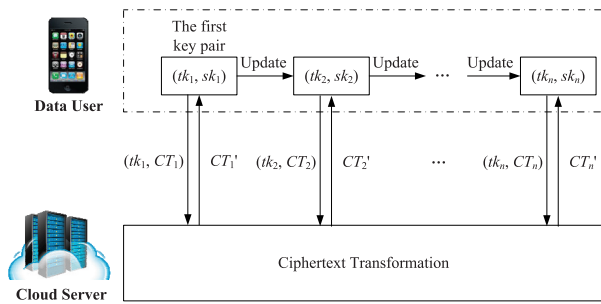 The first
key pair
Update
Update
Update
(tk₁, sk₁)
(tk₂, sk₂)
...
(tkₙ, skₙ)
Data User
(tk₁, CT₁)
CT₁'
(tk₂, CT₂)
CT₂'
...
(tkₙ, CTₙ)
CTₙ'
Ciphertext Transformation
Cloud Server